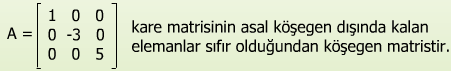 1 0 0
A = 0 -3 0 kare matrisinin asal köşegen dışında kalan
0 0 5 elemanlar sıfır olduğundan köşegen matristir.